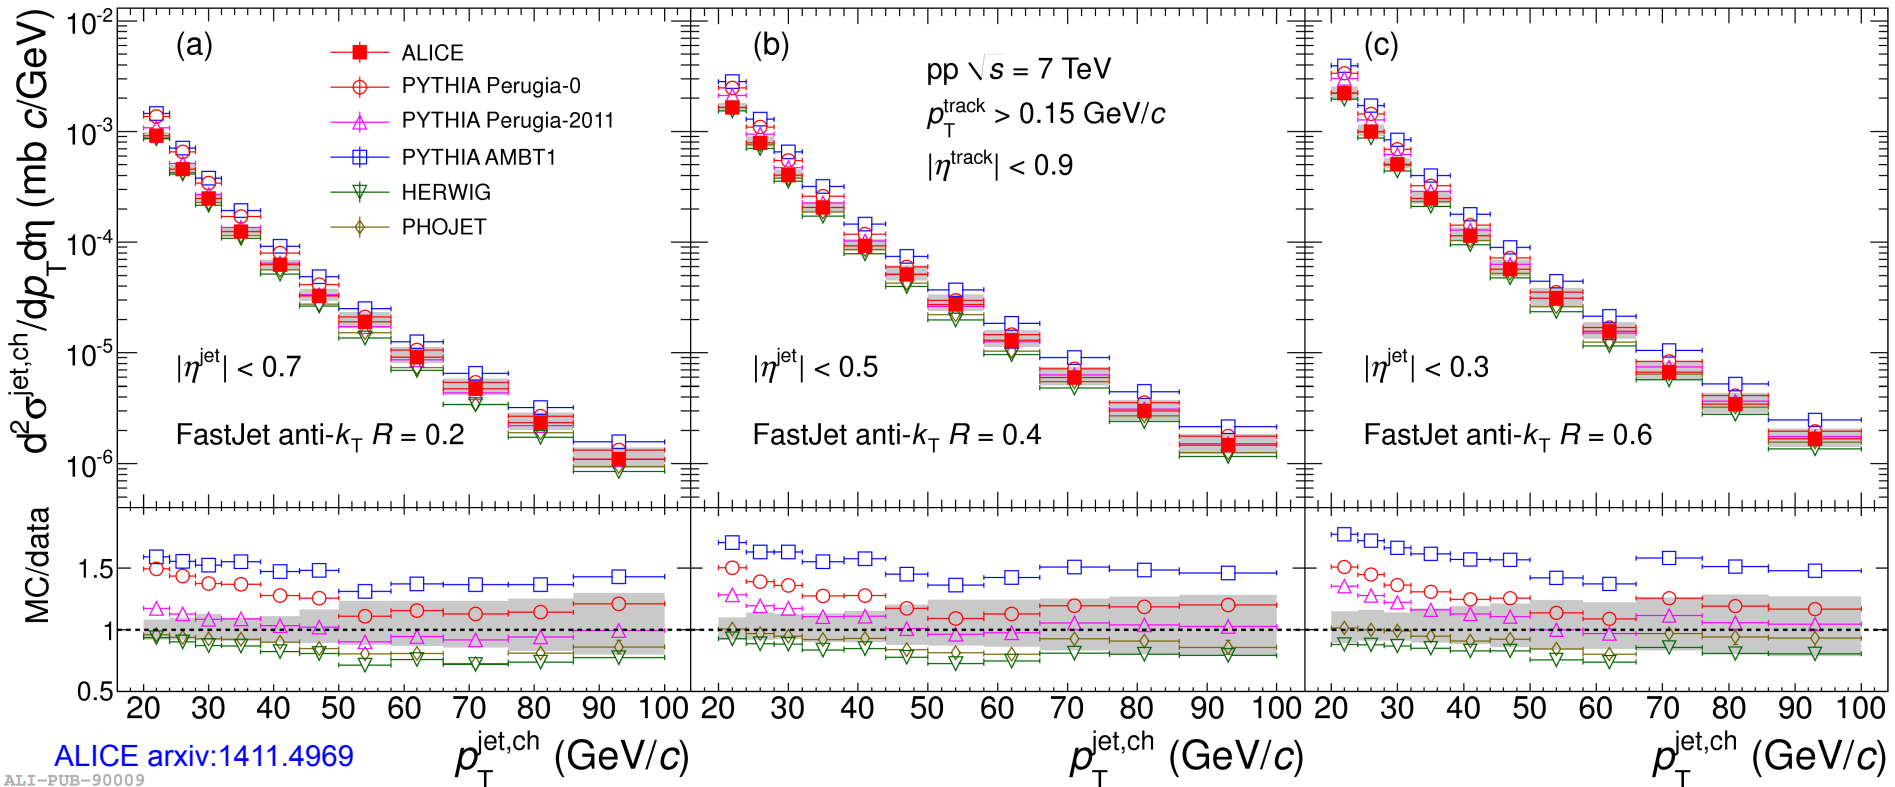 (a)
ALICE
PYTHIA Perugia-0
PYTHIA Perugia-2011
PYTHIA AMBT1
HERWIG
PHOJET
|η^jet| < 0.7
FastJet anti-k_T R = 0.2
(b)
pp √s = 7 TeV
p_T^track > 0.15 GeV/c
|η^track| < 0.9
|η^jet| < 0.5
FastJet anti-k_T R = 0.4
(c)
|η^jet| < 0.3
FastJet anti-k_T R = 0.6
d²σ^jet,ch/dp_Tdη (mb c/GeV)
10^-2
10^-3
10^-4
10^-5
10^-6
MC/data
1.5
1
0.5
20 30 40 50 60 70 80 90 100
20 30 40 50 60 70 80 90 100
20 30 40 50 60 70 80 90 100
p_T^jet,ch (GeV/c)
p_T^jet,ch (GeV/c)
p_T^jet,ch (GeV/c)
ALICE arxiv:1411.4969
ALI-PUB-90009